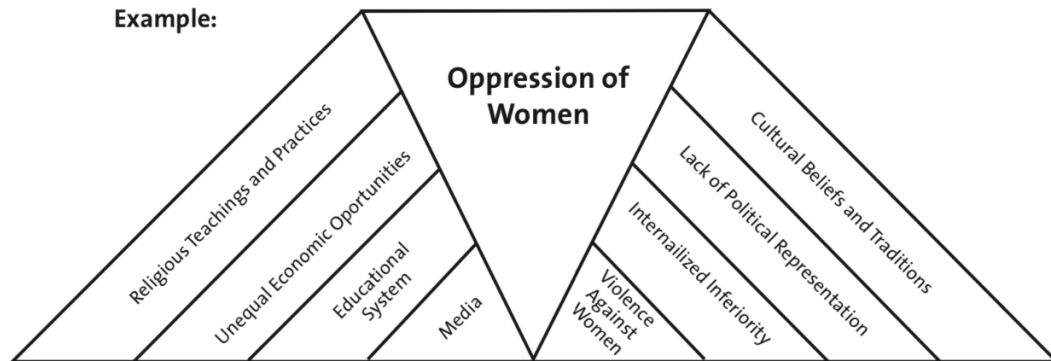 Example:
Oppression of
Women
Religious Teachings and Practices
Unequal Economic Oportunities
Educational
System
Media
Violence
Against
Women
Internailized Inferiority
Lack of Political Representation
Cultural Beliefs and Traditions